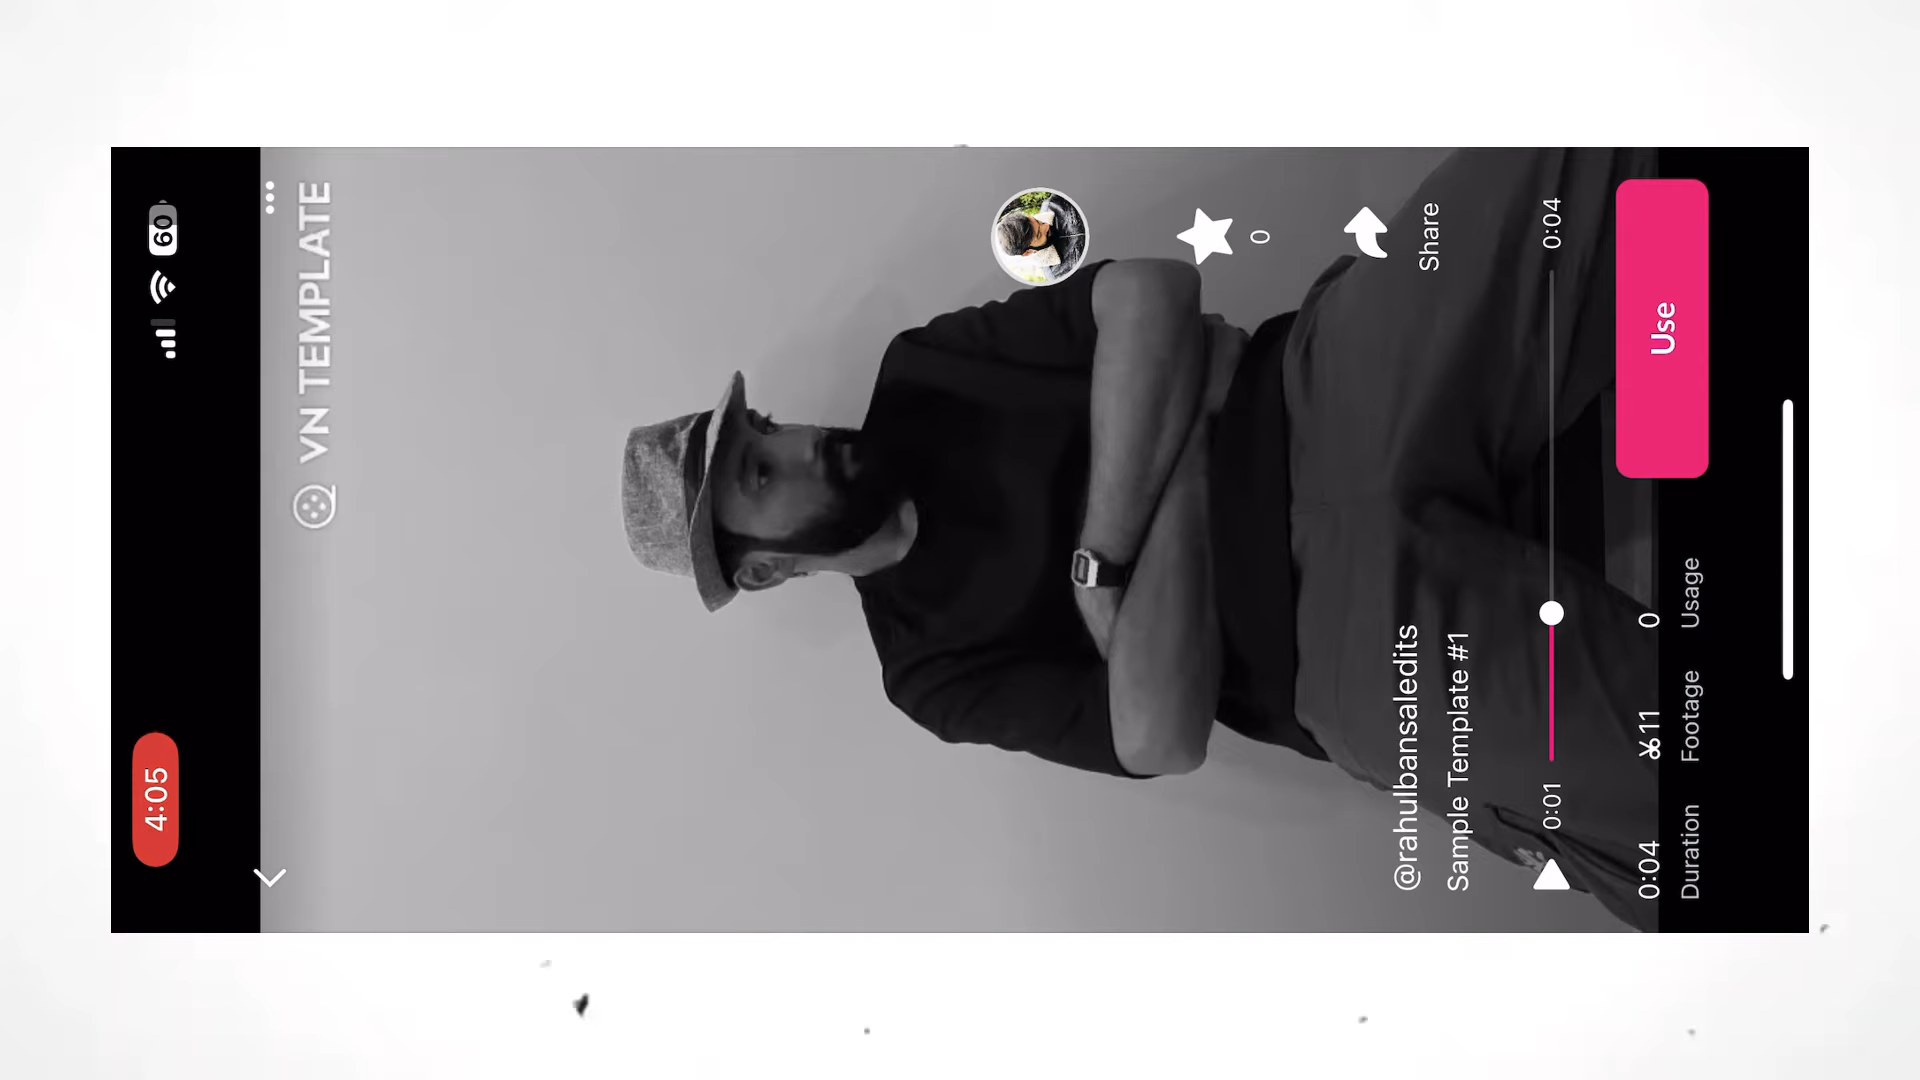 4:05
60
VN TEMPLATE
0
Share
@rahulbansaledits
Sample Template #1
0:01
0:04
0:04
11
0
Duration
Footage
Usage
Use